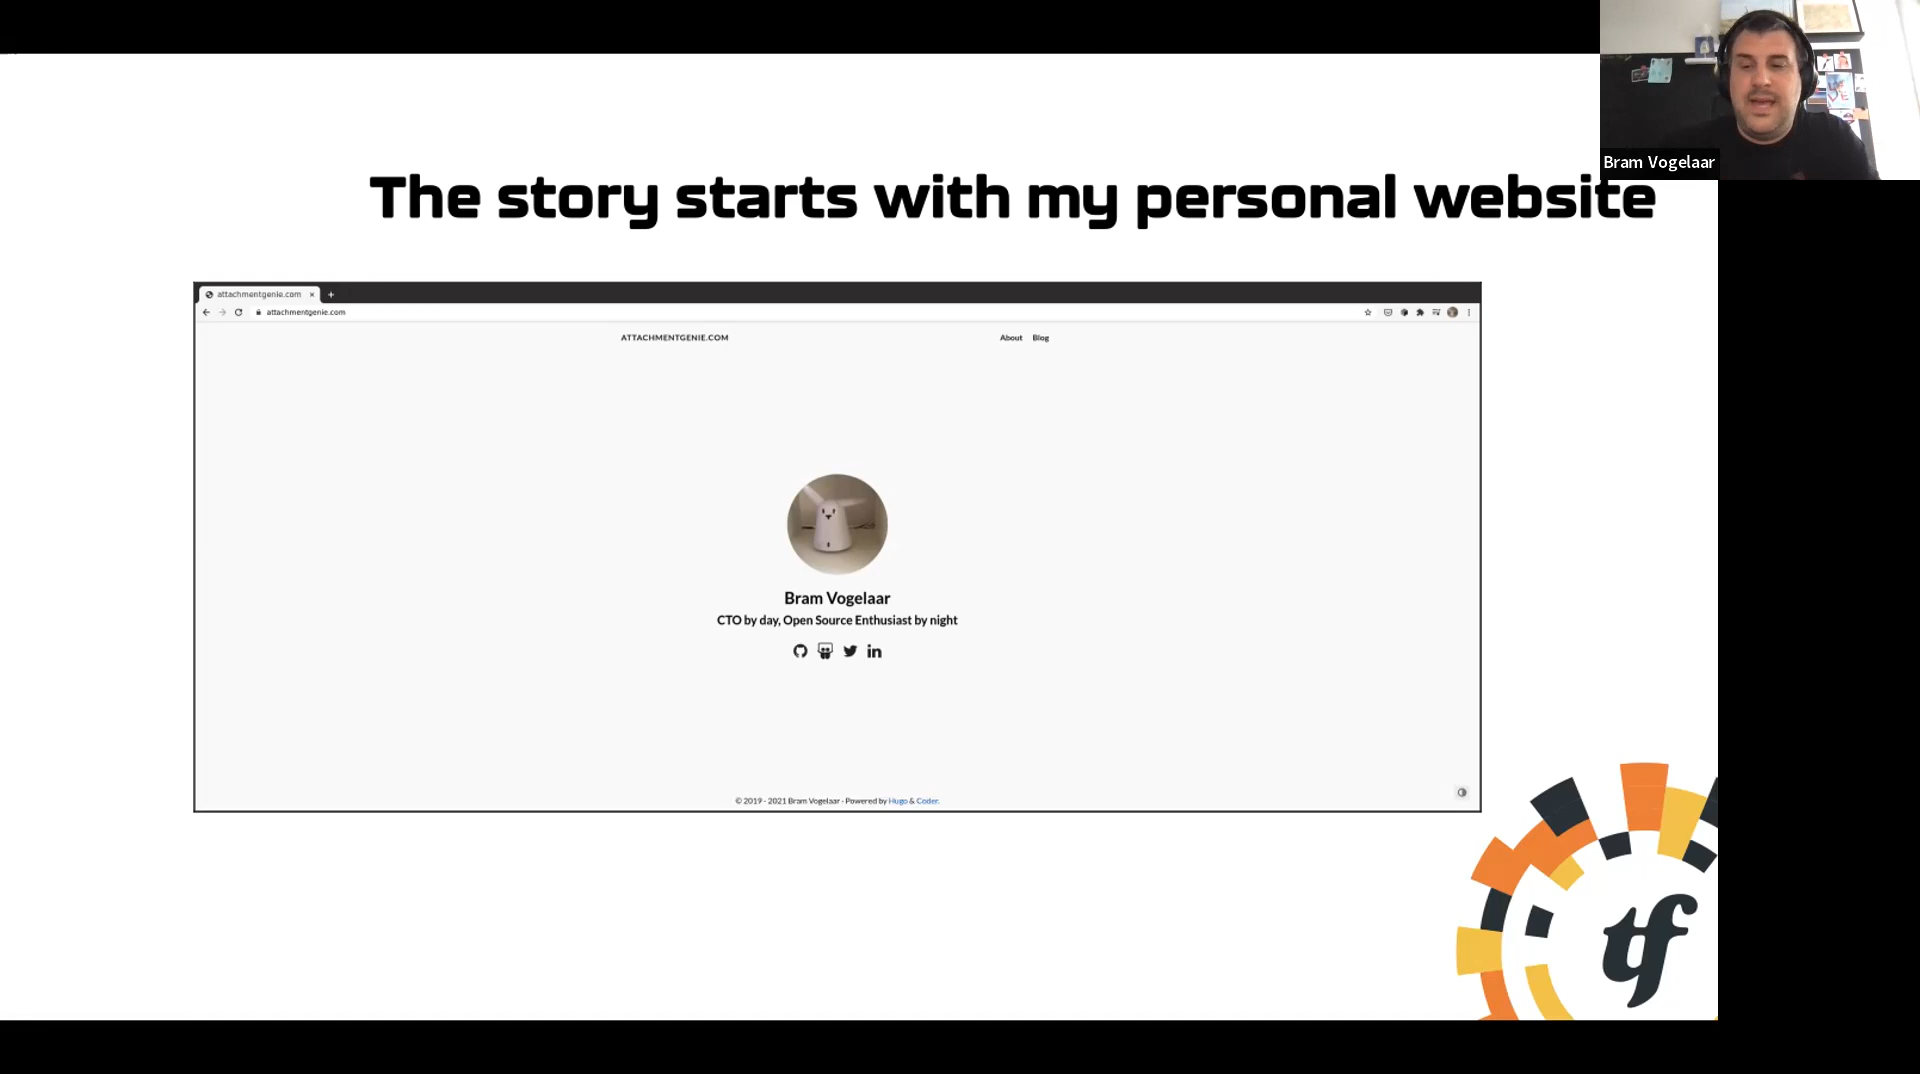 Bram Vogelaar
The story starts with my personal website
attachmentgenie.com
attachmentgenie.com
ATTACHMENTGENIE.COM
About Blog
Bram Vogelaar
CTO by day, Open Source Enthusiast by night
in
© 2019 - 2021 Bram Vogelaar · Powered by Hugo & Coder.
tf